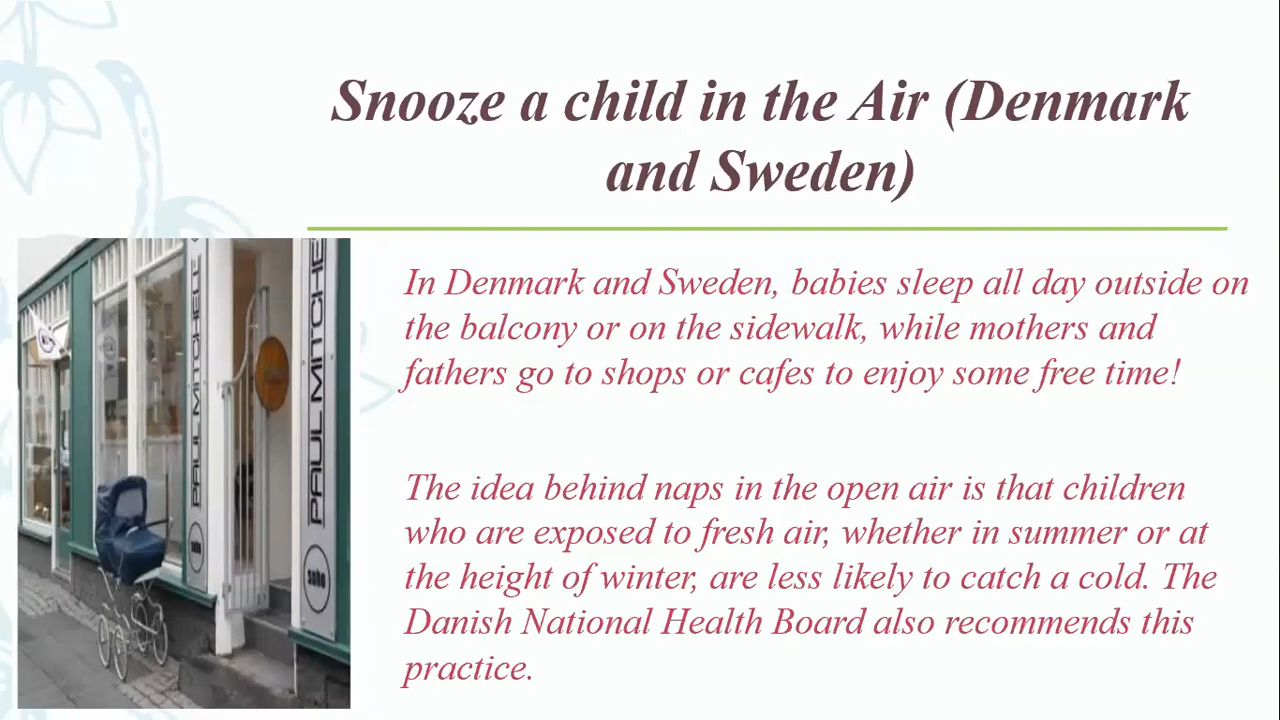 Snooze a child in the Air (Denmark
and Sweden)
In Denmark and Sweden, babies sleep all day outside on
the balcony or on the sidewalk, while mothers and
fathers go to shops or cafes to enjoy some free time!
The idea behind naps in the open air is that children
who are exposed to fresh air, whether in summer or at
the height of winter, are less likely to catch a cold. The
Danish National Health Board also recommends this
practice.
PAUL MITCHELL
PAUL MITCHE
soho
soho